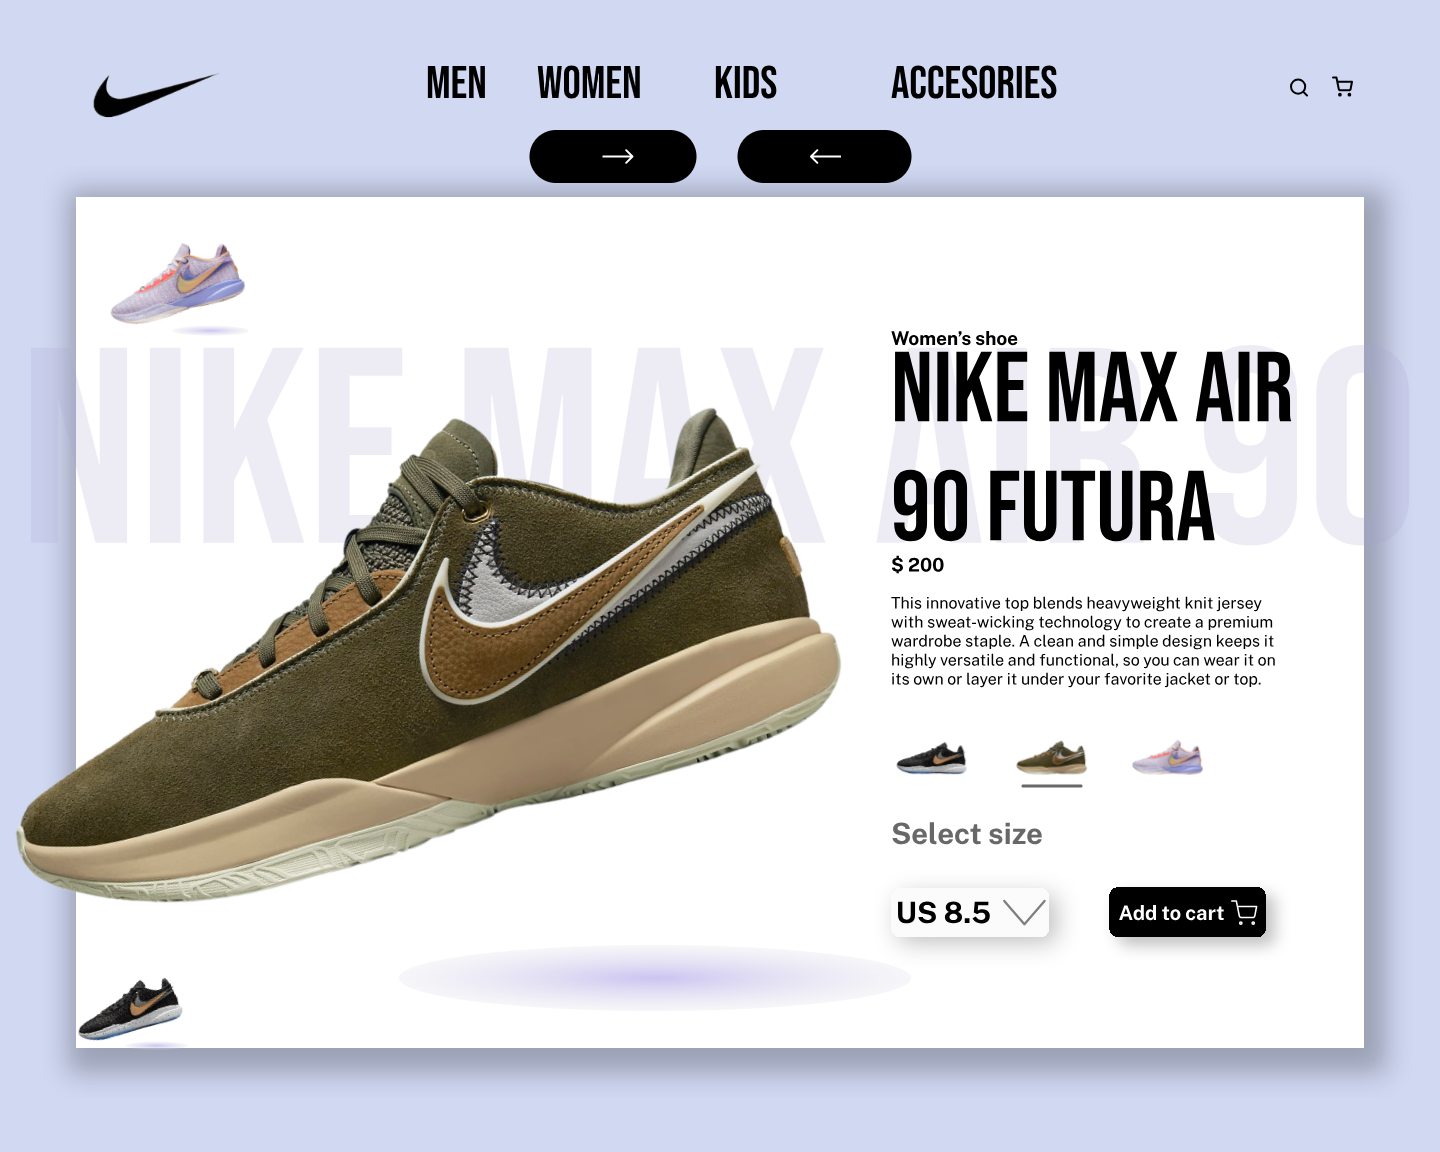 MEN WOMEN KIDS ACCESORIES
NIKE MAX AIR 90
Women’s shoe
NIKE MAX AIR
90 FUTURA
$ 200
This innovative top blends heavyweight knit jersey
with sweat-wicking technology to create a premium
wardrobe staple. A clean and simple design keeps it
highly versatile and functional, so you can wear it on
its own or layer it under your favorite jacket or top.
Select size
US 8.5
Add to cart